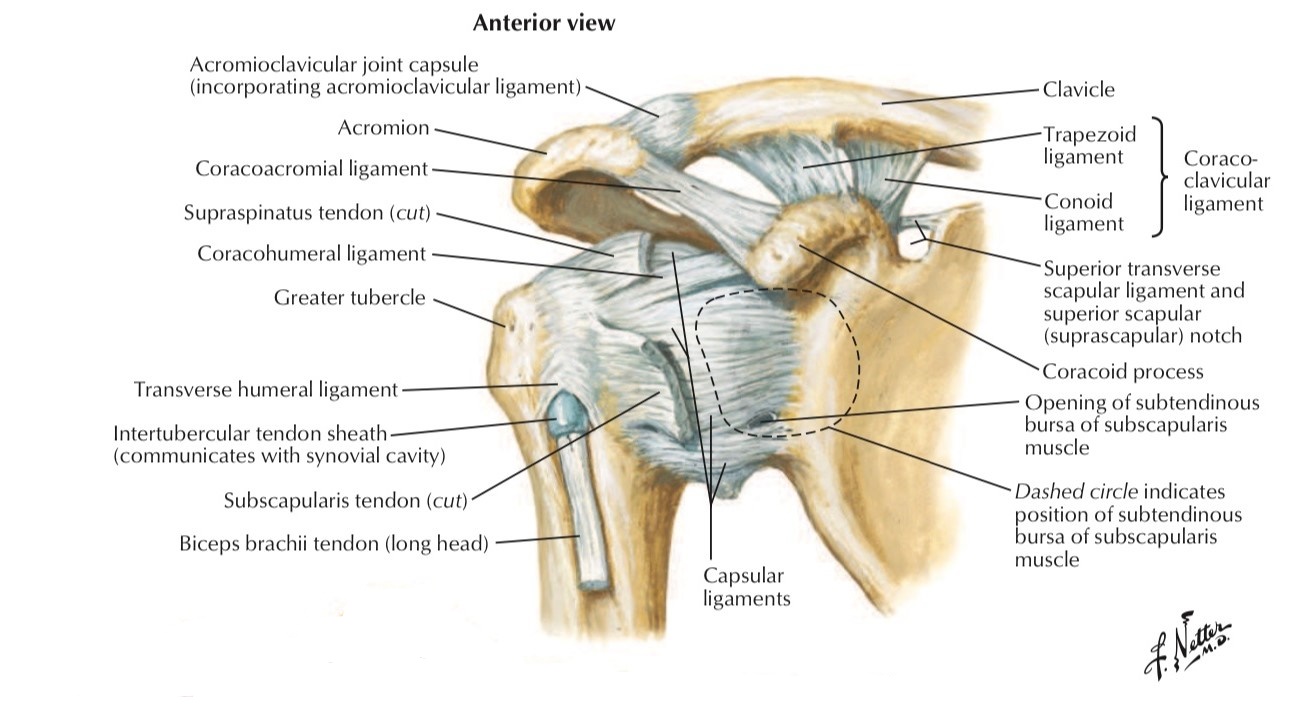 Anterior view
Acromioclavicular joint capsule
(incorporating acromioclavicular ligament)
Acromion
Coracoacromial ligament
Supraspinatus tendon (cut)
Coracohumeral ligament
Greater tubercle
Transverse humeral ligament
Intertubercular tendon sheath
(communicates with synovial cavity)
Subscapularis tendon (cut)
Biceps brachii tendon (long head)
Capsular
ligaments
Clavicle
Trapezoid
ligament
Conoid
ligament
Coraco-
clavicular
ligament
Superior transverse
scapular ligament and
superior scapular
(suprascapular) notch
Coracoid process
Opening of subtendinous
bursa of subscapularis
muscle
Dashed circle indicates
position of subtendinous
bursa of subscapularis
muscle
F. Netter
M.D.